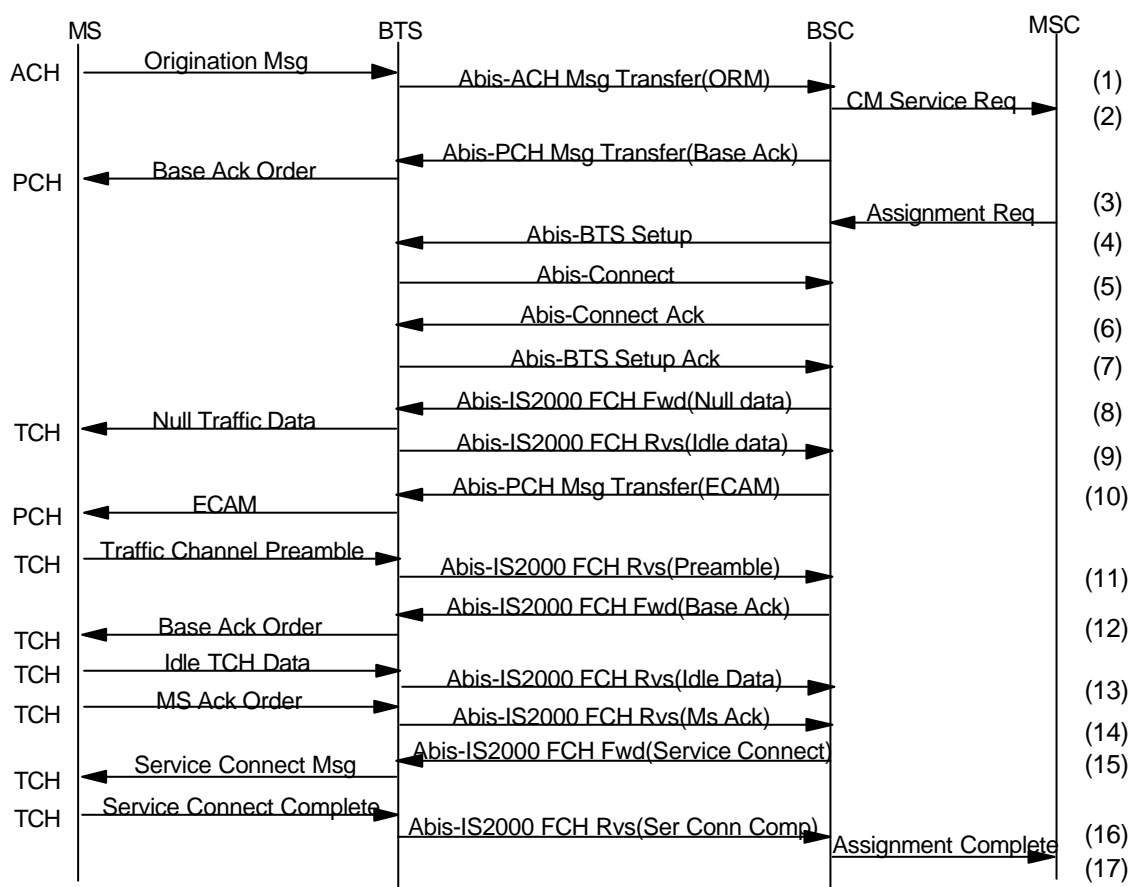 MS BTS BSC MSC
ACH Origination Msg
Abis-ACH Msg Transfer(ORM) (1)
CM Service Req (2)
Abis-PCH Msg Transfer(Base Ack)
PCH Base Ack Order
Assignment Req (3)
Abis-BTS Setup (4)
Abis-Connect (5)
Abis-Connect Ack (6)
Abis-BTS Setup Ack (7)
Abis-IS2000 FCH Fwd(Null data) (8)
TCH Null Traffic Data
Abis-IS2000 FCH Rvs(Idle data) (9)
Abis-PCH Msg Transfer(ECAM) (10)
PCH ECAM
TCH Traffic Channel Preamble
Abis-IS2000 FCH Rvs(Preamble) (11)
Abis-IS2000 FCH Fwd(Base Ack) (12)
TCH Base Ack Order
TCH Idle TCH Data
Abis-IS2000 FCH Rvs(Idle Data) (13)
TCH MS Ack Order
Abis-IS2000 FCH Rvs(Ms Ack) (14)
Abis-IS2000 FCH Fwd(Service Connect) (15)
TCH Service Connect Msg
TCH Service Connect Complete
Abis-IS2000 FCH Rvs(Ser Conn Comp) (16)
Assignment Complete (17)